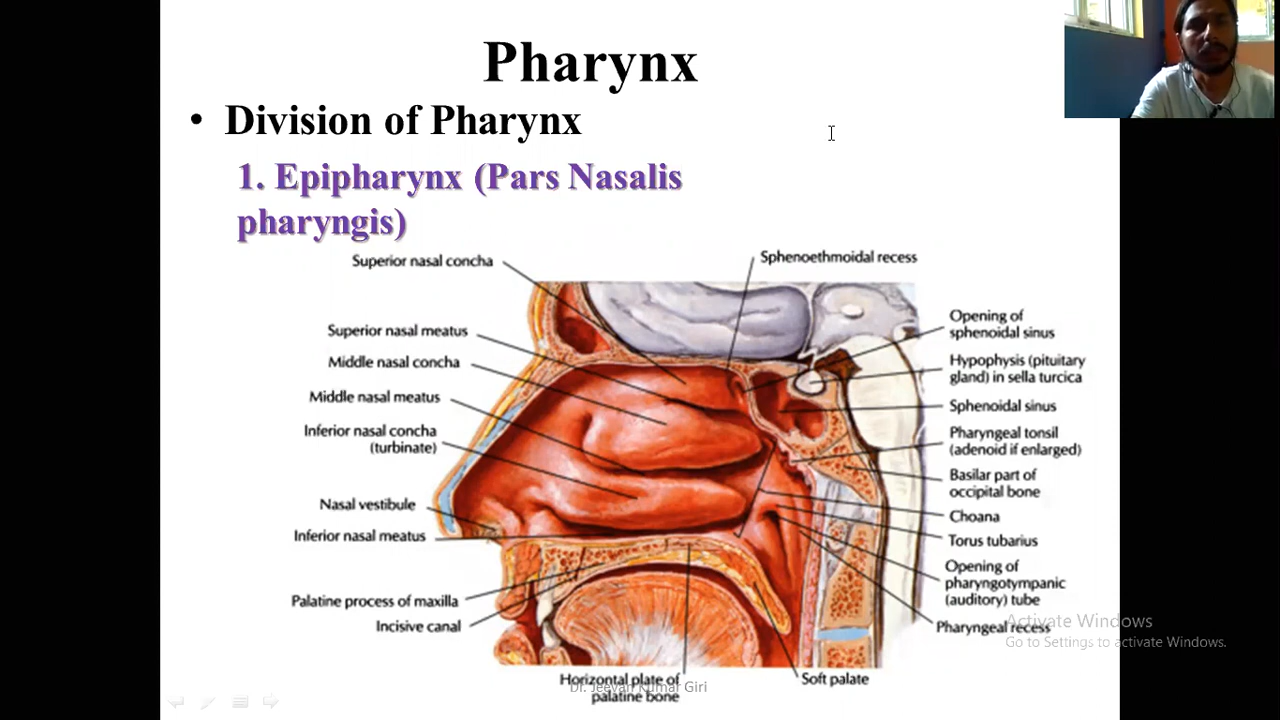 Pharynx
• Division of Pharynx
1. Epipharynx (Pars Nasalis
pharyngis)
Superior nasal concha
Superior nasal meatus
Middle nasal concha
Middle nasal meatus
Inferior nasal concha
(turbinate)
Nasal vestibule
Inferior nasal meatus
Palatine process of maxilla
Incisive canal
Horizontal plate of
palatine bone
Dr. Jeevan Kumar Giri
Soft palate
Sphenoethmoidal recess
Opening of
sphenoidal sinus
Hypophysis (pituitary
gland) in sella turcica
Sphenoidal sinus
Pharyngeal tonsil
(adenoid if enlarged)
Basilar part of
occipital bone
Choana
Torus tubarius
Opening of
pharyngotympanic
(auditory) tube
Pharyngeal recess
Activate Windows
Go to Settings to activate Windows.